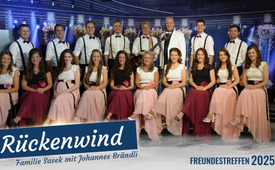 Rückenwind
Familie Sasek mit Johannes Brändli
FREUNDESTREFFEN 2025